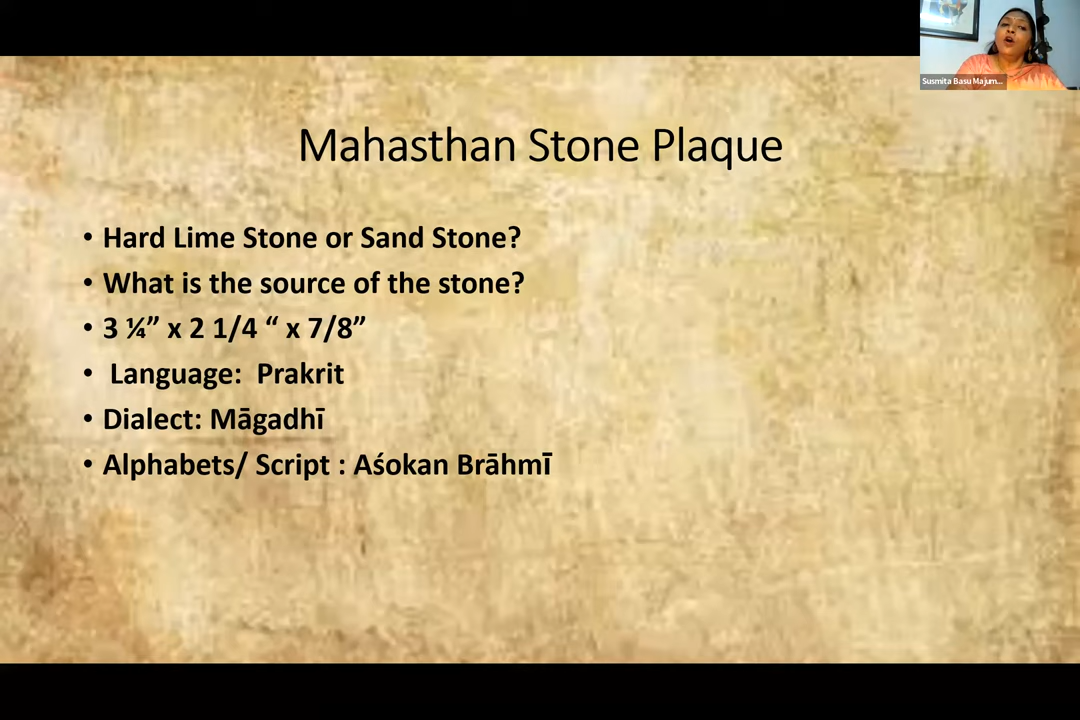 Susmita Basu Majum...
Mahasthan Stone Plaque
• Hard Lime Stone or Sand Stone?
• What is the source of the stone?
• 3 ¼” x 2 1/4 “ x 7/8”
• Language: Prakrit
• Dialect: Māgadhī
• Alphabets/ Script : Aśokan Brāhmī